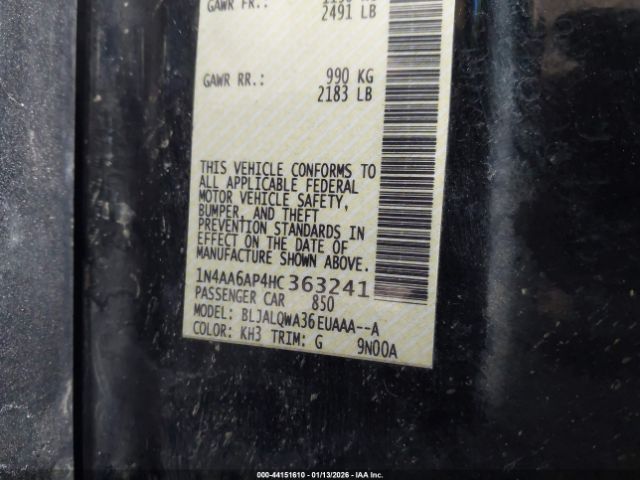 GAWR FR.:
2491 LB
GAWR RR.: 990 KG
2183 LB
THIS VEHICLE CONFORMS TO
ALL APPLICABLE FEDERAL
MOTOR VEHICLE SAFETY,
BUMPER, AND THEFT
PREVENTION STANDARDS IN
EFFECT ON THE DATE OF
MANUFACTURE SHOWN ABOVE.
1N4AA6AP4HC363241
PASSENGER CAR 850
MODEL: BLJALQWA36EUAAA--A
COLOR: KH3 TRIM: G 9N00A
000-44151610 - 01/13/2026 - IAA Inc.